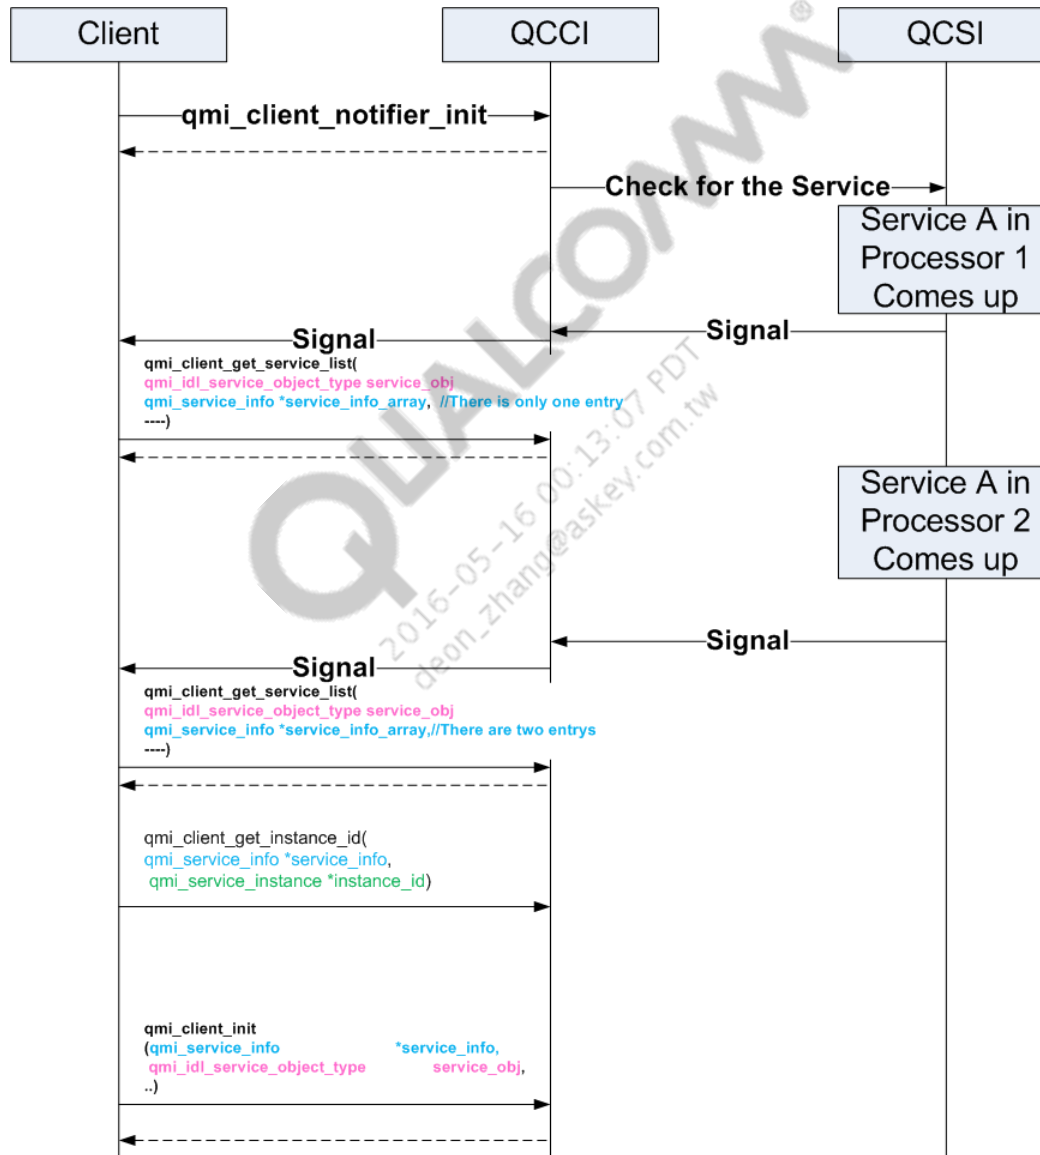 Client
QCCI
QCSI
qmi_client_notifier_init
Check for the Service
Service A in
Processor 1
Comes up
Signal
Signal
qmi_client_get_service_list(
qmi_idl_service_object_type service_obj
qmi_service_info *service_info_array, //There is only one entry
----)
QUALCOMM®
2016-05-16 00:13:07 PDT
deon_zhang@askey.com.tw
Service A in
Processor 2
Comes up
Signal
Signal
qmi_client_get_service_list(
qmi_idl_service_object_type service_obj
qmi_service_info *service_info_array,//There are two entrys
----)
qmi_client_get_instance_id(
qmi_service_info *service_info,
qmi_service_instance *instance_id)
qmi_client_init
(qmi_service_info *service_info,
qmi_idl_service_object_type service_obj,
..)